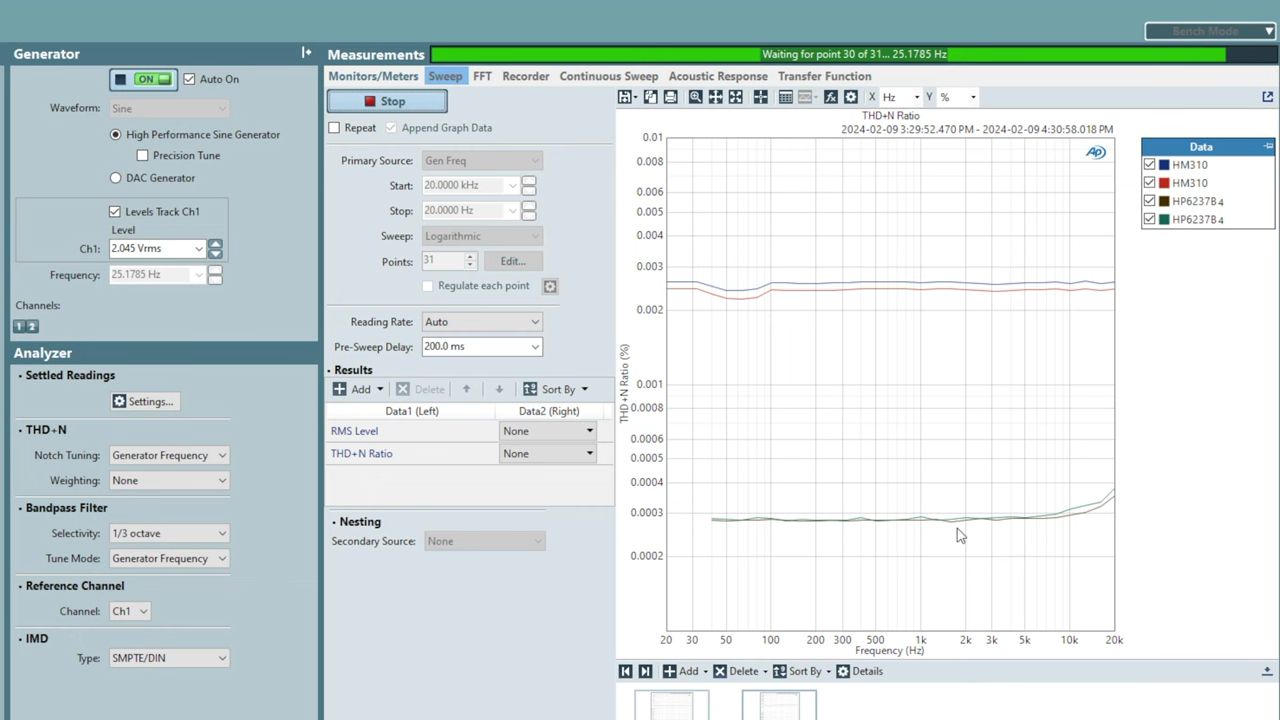 Bench Mode
Generator
ON Auto On
Waveform: Sine
High Performance Sine Generator
Precision Tune
DAC Generator
Levels Track Ch1
Level
Ch1: 2.045 Vrms
Frequency: 25.1785 Hz
Channels:
1 2
Analyzer
Settled Readings
Settings...
THD+N
Notch Tuning: Generator Frequency
Weighting: None
Bandpass Filter
Selectivity: 1/3 octave
Tune Mode: Generator Frequency
Reference Channel
Channel: Ch1
IMD
Type: SMPTE/DIN
Measurements Waiting for point 30 of 31... 25.1785 Hz
Monitors/Meters Sweep FFT Recorder Continuous Sweep Acoustic Response Transfer Function
Stop
Repeat Append Graph Data
Primary Source: Gen Freq
Start: 20.0000 kHz
Stop: 20.0000 Hz
Sweep: Logarithmic
Points: 31 Edit...
Regulate each point
Reading Rate: Auto
Pre-Sweep Delay: 200.0 ms
Results
Add Delete Sort By
Data1 (Left) Data2 (Right)
RMS Level None
THD+N Ratio None
Nesting
Secondary Source: None
X Hz Y %
THD+N Ratio
2024-02-09 3:29:52.470 PM - 2024-02-09 4:30:58.018 PM
AP
0.01
0.008
0.006
0.005
0.004
0.003
0.002
0.001
0.0008
0.0006
0.0005
0.0004
0.0003
0.0002
THD+N Ratio (%)
20 30 50 100 200 300 500 1k 2k 3k 5k 10k 20k
Frequency (Hz)
Data
HM310
HM310
HP6237B 4
HP6237B 4
Add Delete Sort By Details